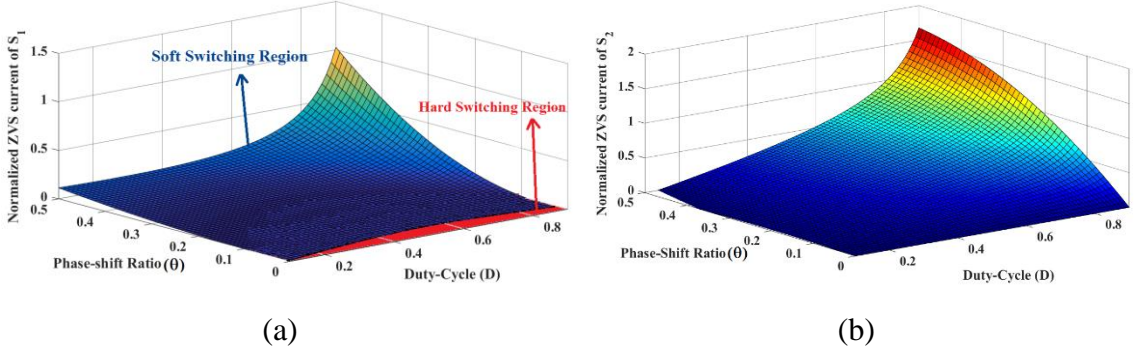 Normalized ZVS current of S1
1.5
1
0.5
0
0.5
0.4
0.3
0.2
0.1
0
Phase-shift Ratio(θ)
0.2
0.4
0.6
0.8
Duty-Cycle (D)
Soft Switching Region
Hard Switching Region
(a)
Normalized ZVS current of S2
2
1.5
1
0.5
0
0.5
0.4
0.3
0.2
0.1
0
Phase-Shift Ratio(θ)
0.2
0.4
0.6
0.8
Duty-Cycle (D)
(b)